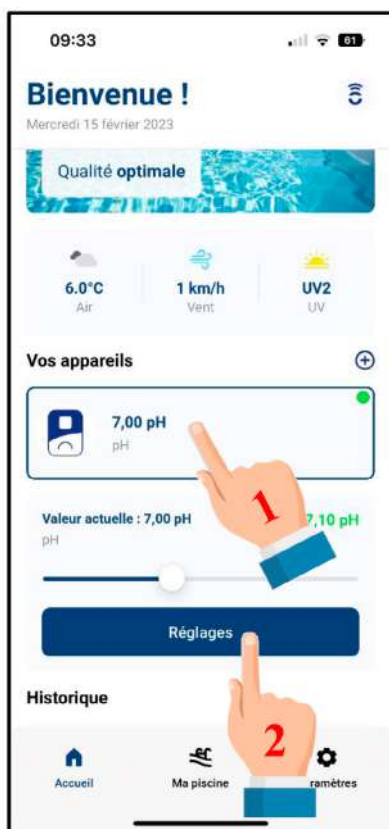 09:33
61
Bienvenue !
Mercredi 15 février 2023
Qualité optimale
6.0°C 1 km/h UV2
Air Vent UV
Vos appareils
7,00 pH
pH
1
Valeur actuelle : 7,00 pH 7,10 pH
pH
Réglages
Historique
2
Accueil Ma piscine ramètres